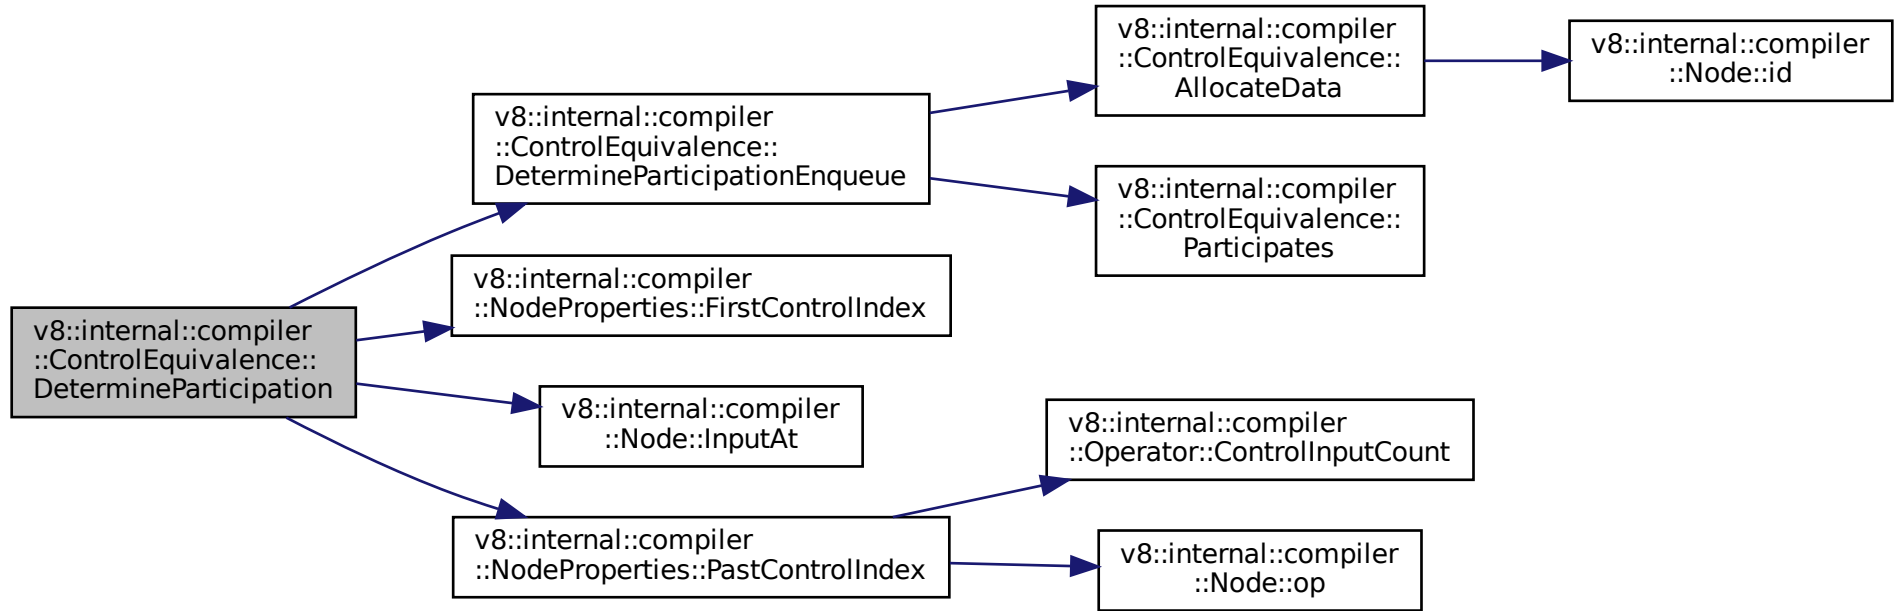 v8::internal::compiler
::ControlEquivalence::
DetermineParticipation
v8::internal::compiler
::ControlEquivalence::
DetermineParticipationEnqueue
v8::internal::compiler
::ControlEquivalence::
AllocateData
v8::internal::compiler
::Node::id
v8::internal::compiler
::ControlEquivalence::
Participates
v8::internal::compiler
::NodeProperties::FirstControlIndex
v8::internal::compiler
::Node::InputAt
v8::internal::compiler
::NodeProperties::PastControlIndex
v8::internal::compiler
::Operator::ControlInputCount
v8::internal::compiler
::Node::op